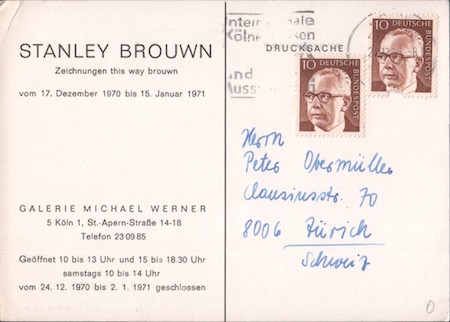 STANLEY BROUWN
Zeichnungen this way brouwn
vom 17. Dezember 1970 bis 15. Januar 1971
GALERIE MICHAEL WERNER
5 Köln 1, St.-Apern-Straße 14-18
Telefon 23 09 85
Geöffnet 10 bis 13 Uhr und 15 bis 18.30 Uhr
samstags 10 bis 14 Uhr
vom 24. 12. 1970 bis 2. 1. 1971 geschlossen
Kölner
DRUCKSACHE
und
10 DEUTSCHE BUNDESPOST
10 DEUTSCHE BUNDESPOST
Herrn
Peter Obermüller
Clausiusstr. 70
8006 Zürich
Schweiz